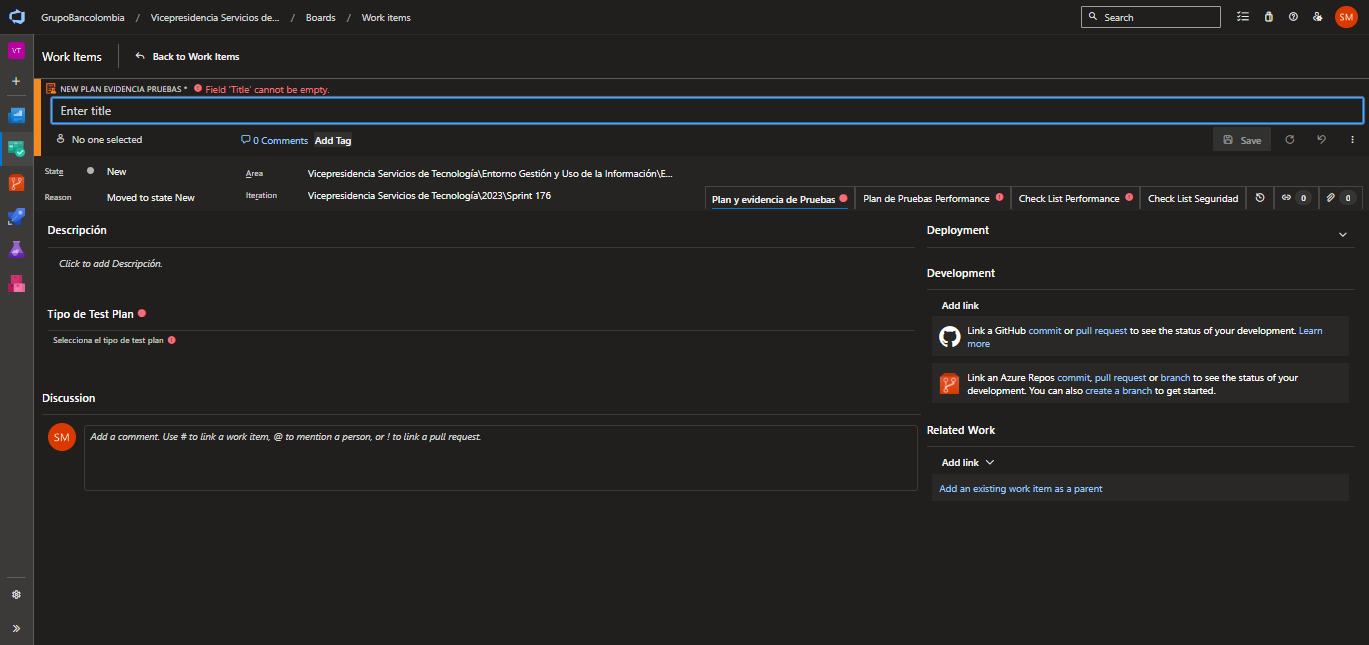 GrupoBancolombia / Vicepresidencia Servicios de... / Boards / Work items
Search
SM
VT
Work Items
Back to Work Items
NEW PLAN EVIDENCIA PRUEBAS *
Field 'Title' cannot be empty.
Enter title
No one selected
0 Comments
Add Tag
Save
State
New
Area
Vicepresidencia Servicios de Tecnología\Entorno Gestión y Uso de la Información\E...
Reason
Moved to state New
Iteration
Vicepresidencia Servicios de Tecnología\2023\Sprint 176
Plan y evidencia de Pruebas
Plan de Pruebas Performance
Check List Performance
Check List Seguridad
0
0
Descripción
Click to add Descripción.
Tipo de Test Plan
Selecciona el tipo de test plan
Discussion
SM
Add a comment. Use # to link a work item, @ to mention a person, or ! to link a pull request.
Deployment
Development
Add link
Link a GitHub commit or pull request to see the status of your development. Learn
more
Link an Azure Repos commit, pull request or branch to see the status of your
development. You can also create a branch to get started.
Related Work
Add link
Add an existing work item as a parent